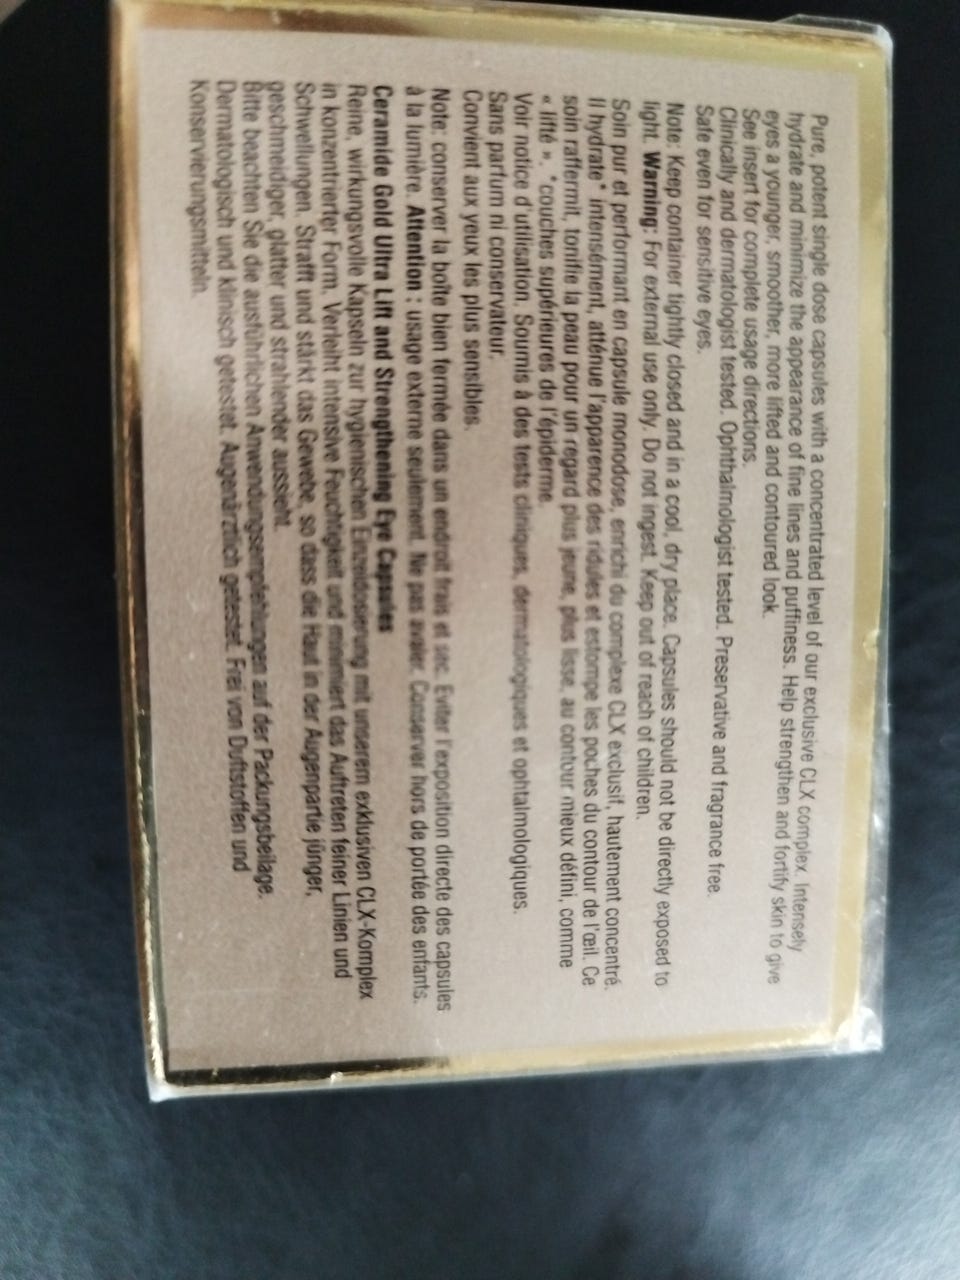 Pure, potent single dose capsules with a concentrated level of our exclusive CLX complex. Intensely
hydrate and minimize the appearance of fine lines and puffiness. Help strengthen and fortify skin to give
eyes a younger, smoother, more lifted and contoured look.
See insert for complete usage directions.
Clinically and dermatologist tested. Ophthalmologist tested. Preservative and fragrance free.
Safe even for sensitive eyes.
Note: Keep container tightly closed and in a cool, dry place. Capsules should not be directly exposed to
light. Warning: For external use only. Do not ingest. Keep out of reach of children.
Soin pur et performant en capsule monodose, enrichi du complexe CLX exclusif, hautement concentré.
Il hydrate* intensément, atténue l'apparence des ridules et estompe les poches du contour de l'œil. Ce
soin raffermit, tonifie la peau pour un regard plus jeune, plus lisse, au contour mieux défini, comme
« lifté ». *couches supérieures de l'épiderme.
Voir notice d'utilisation. Soumis à des tests cliniques, dermatologiques et ophtalmologiques.
Sans parfum ni conservateur.
Convient aux yeux les plus sensibles.
Note: conserver la boîte bien fermée dans un endroit frais et sec. Eviter l'exposition directe des capsules
à la lumière. Attention : usage externe seulement. Ne pas avaler. Conserver hors de portée des enfants.
Ceramide Gold Ultra Lift and Strengthening Eye Capsules
Reine, wirkungsvolle Kapseln zur hygienischen Einzeldosierung mit unserem exklusiven CLX-Komplex
in konzentrierter Form. Verleiht intensive Feuchtigkeit und minimiert das Auftreten feiner Linien und
Schwellungen. Strafft und stärkt das Gewebe, so dass die Haut in der Augenpartie jünger,
geschmeidiger, glatter und strahlender aussieht.
Bitte beachten Sie die ausführlichen Anwendungsempfehlungen auf der Packungsbeilage.
Dermatologisch und klinisch getestet. Augenärztlich getestet. Frei von Duftstoffen und
Konservierungsmitteln.